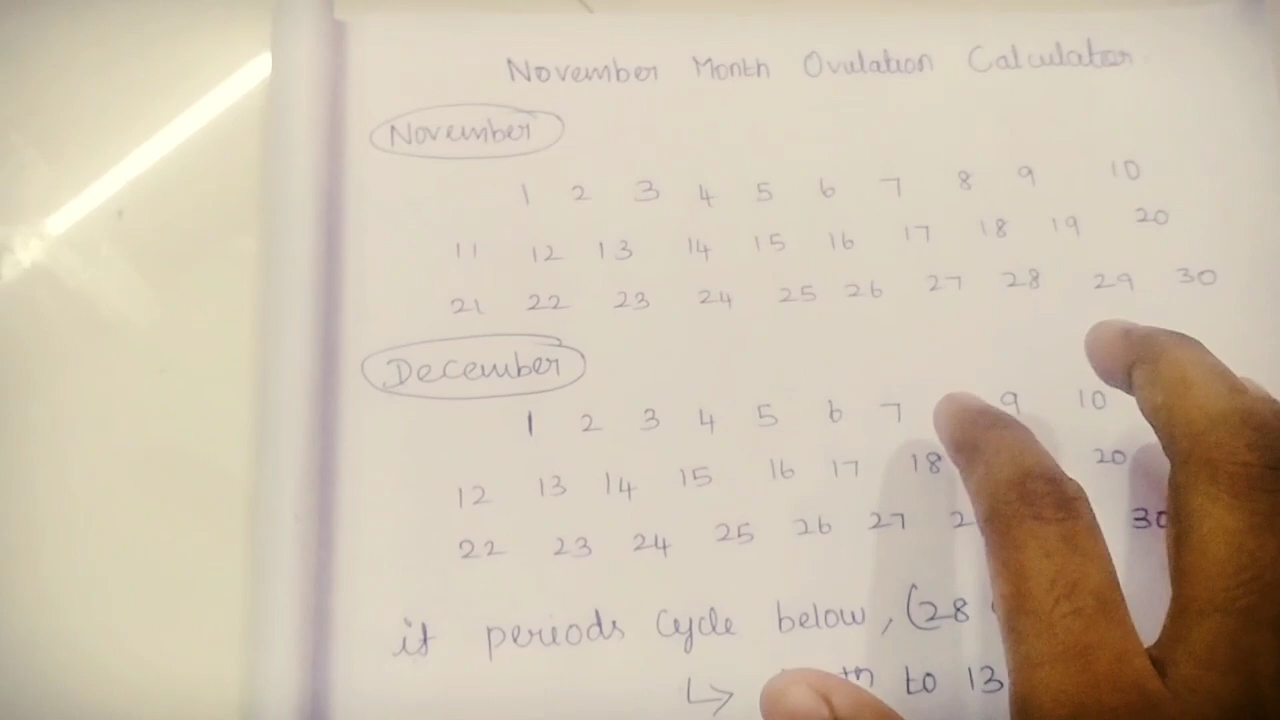 November Month Ovulation Calculator
November
1 2 3 4 5 6 7 8 9 10
11 12 13 14 15 16 17 18 19 20
21 22 23 24 25 26 27 28 29 30
December
1 2 3 4 5 6 7 9 10
12 13 14 15 16 17 18 20
22 23 24 25 26 27 2 30
it periods cycle below, (28
↳ th to 13